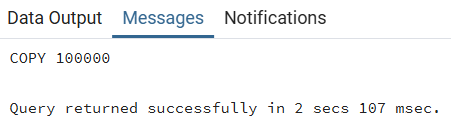 Data Output Messages Notifications
COPY 100000
Query returned successfully in 2 secs 107 msec.